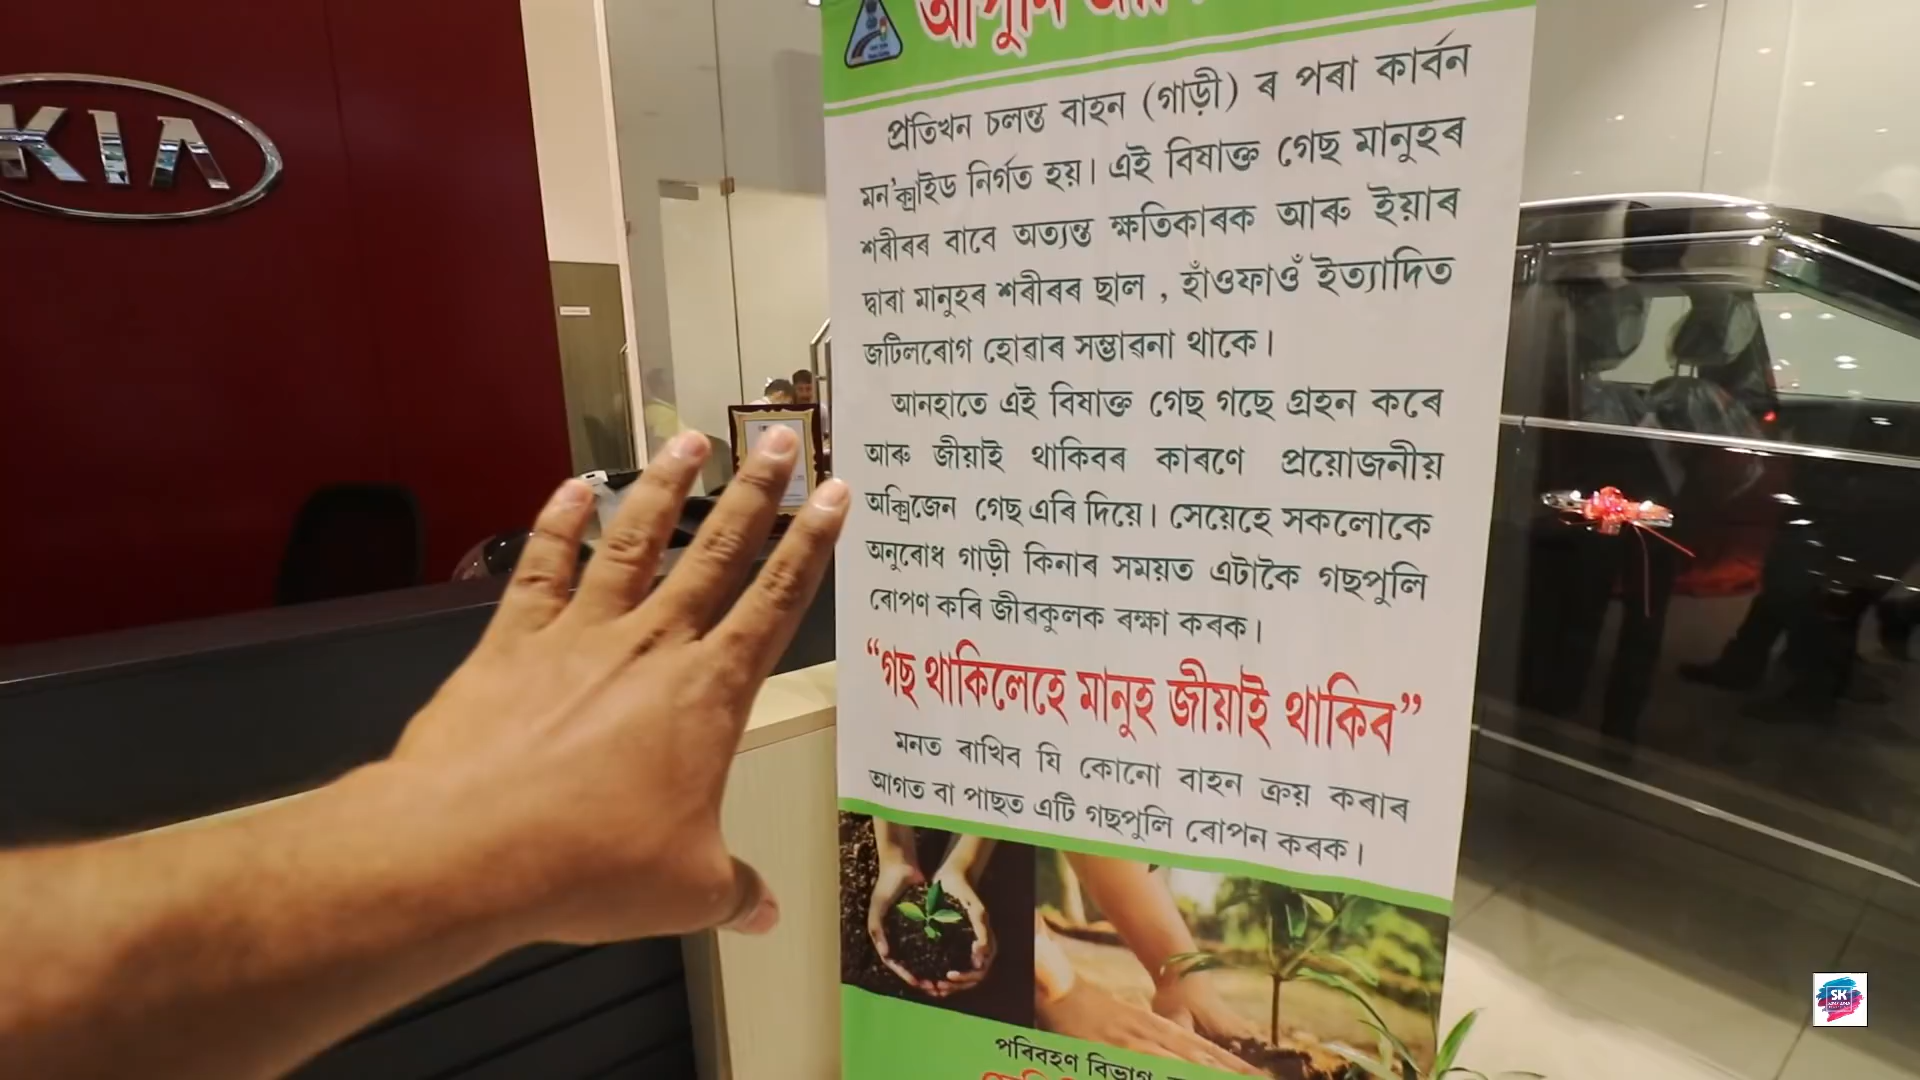 KIA
আপুনি
প্ৰতিখন চলন্ত বাহন (গাড়ী) ৰ পৰা কাৰ্বন
মন'ক্সাইড নিৰ্গত হয়। এই বিষাক্ত গেছ মানুহৰ
শৰীৰৰ বাবে অত্যন্ত ক্ষতিকাৰক আৰু ইয়াৰ
দ্বাৰা মানুহৰ শৰীৰৰ ছাল , হাঁওফাওঁ ইত্যাদিত
জটিলৰোগ হোৱাৰ সম্ভাৱনা থাকে।
আনহাতে এই বিষাক্ত গেছ গছে গ্ৰহন কৰে
আৰু জীয়াই থাকিবৰ কাৰণে প্ৰয়োজনীয়
অক্সিজেন গেছ এৰি দিয়ে। সেয়েহে সকলোকে
অনুৰোধ গাড়ী কিনাৰ সময়ত এটাকৈ গছপুলি
ৰোপণ কৰি জীৱকুলক ৰক্ষা কৰক।
“গছ থাকিলেহে মানুহ জীয়াই থাকিব”
মনত ৰাখিব যি কোনো বাহন ক্ৰয় কৰাৰ
আগত বা পাছত এটি গছপুলি ৰোপন কৰক।
পৰিবহণ বিভাগ
SK